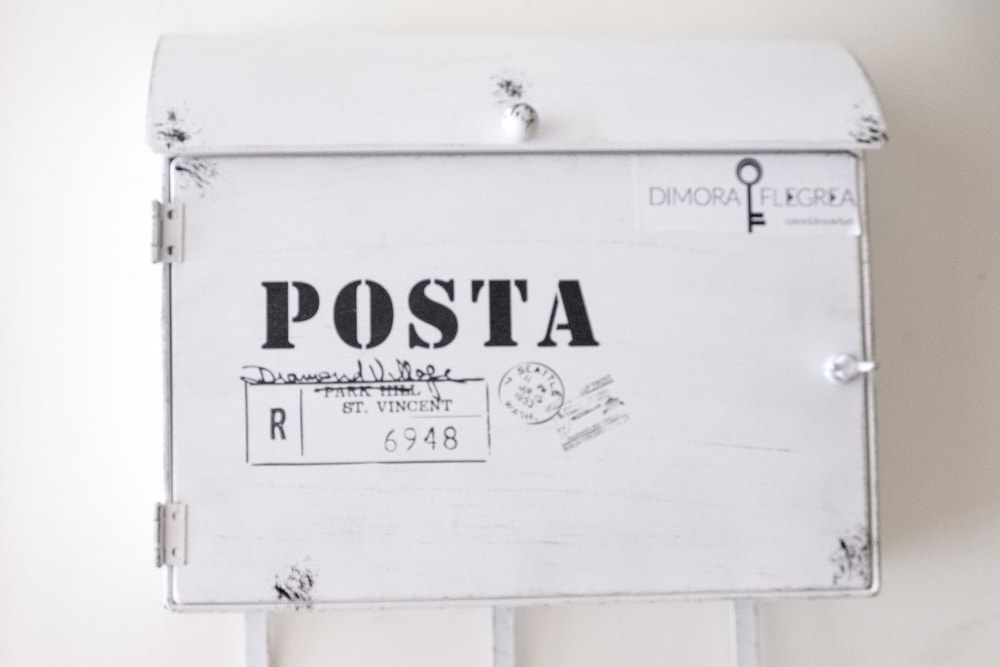 DIMORA FLEGREA
POSTA
Diamond Village
PARK HILL
ST. VINCENT
R
6948
SEATTLE
WASH.